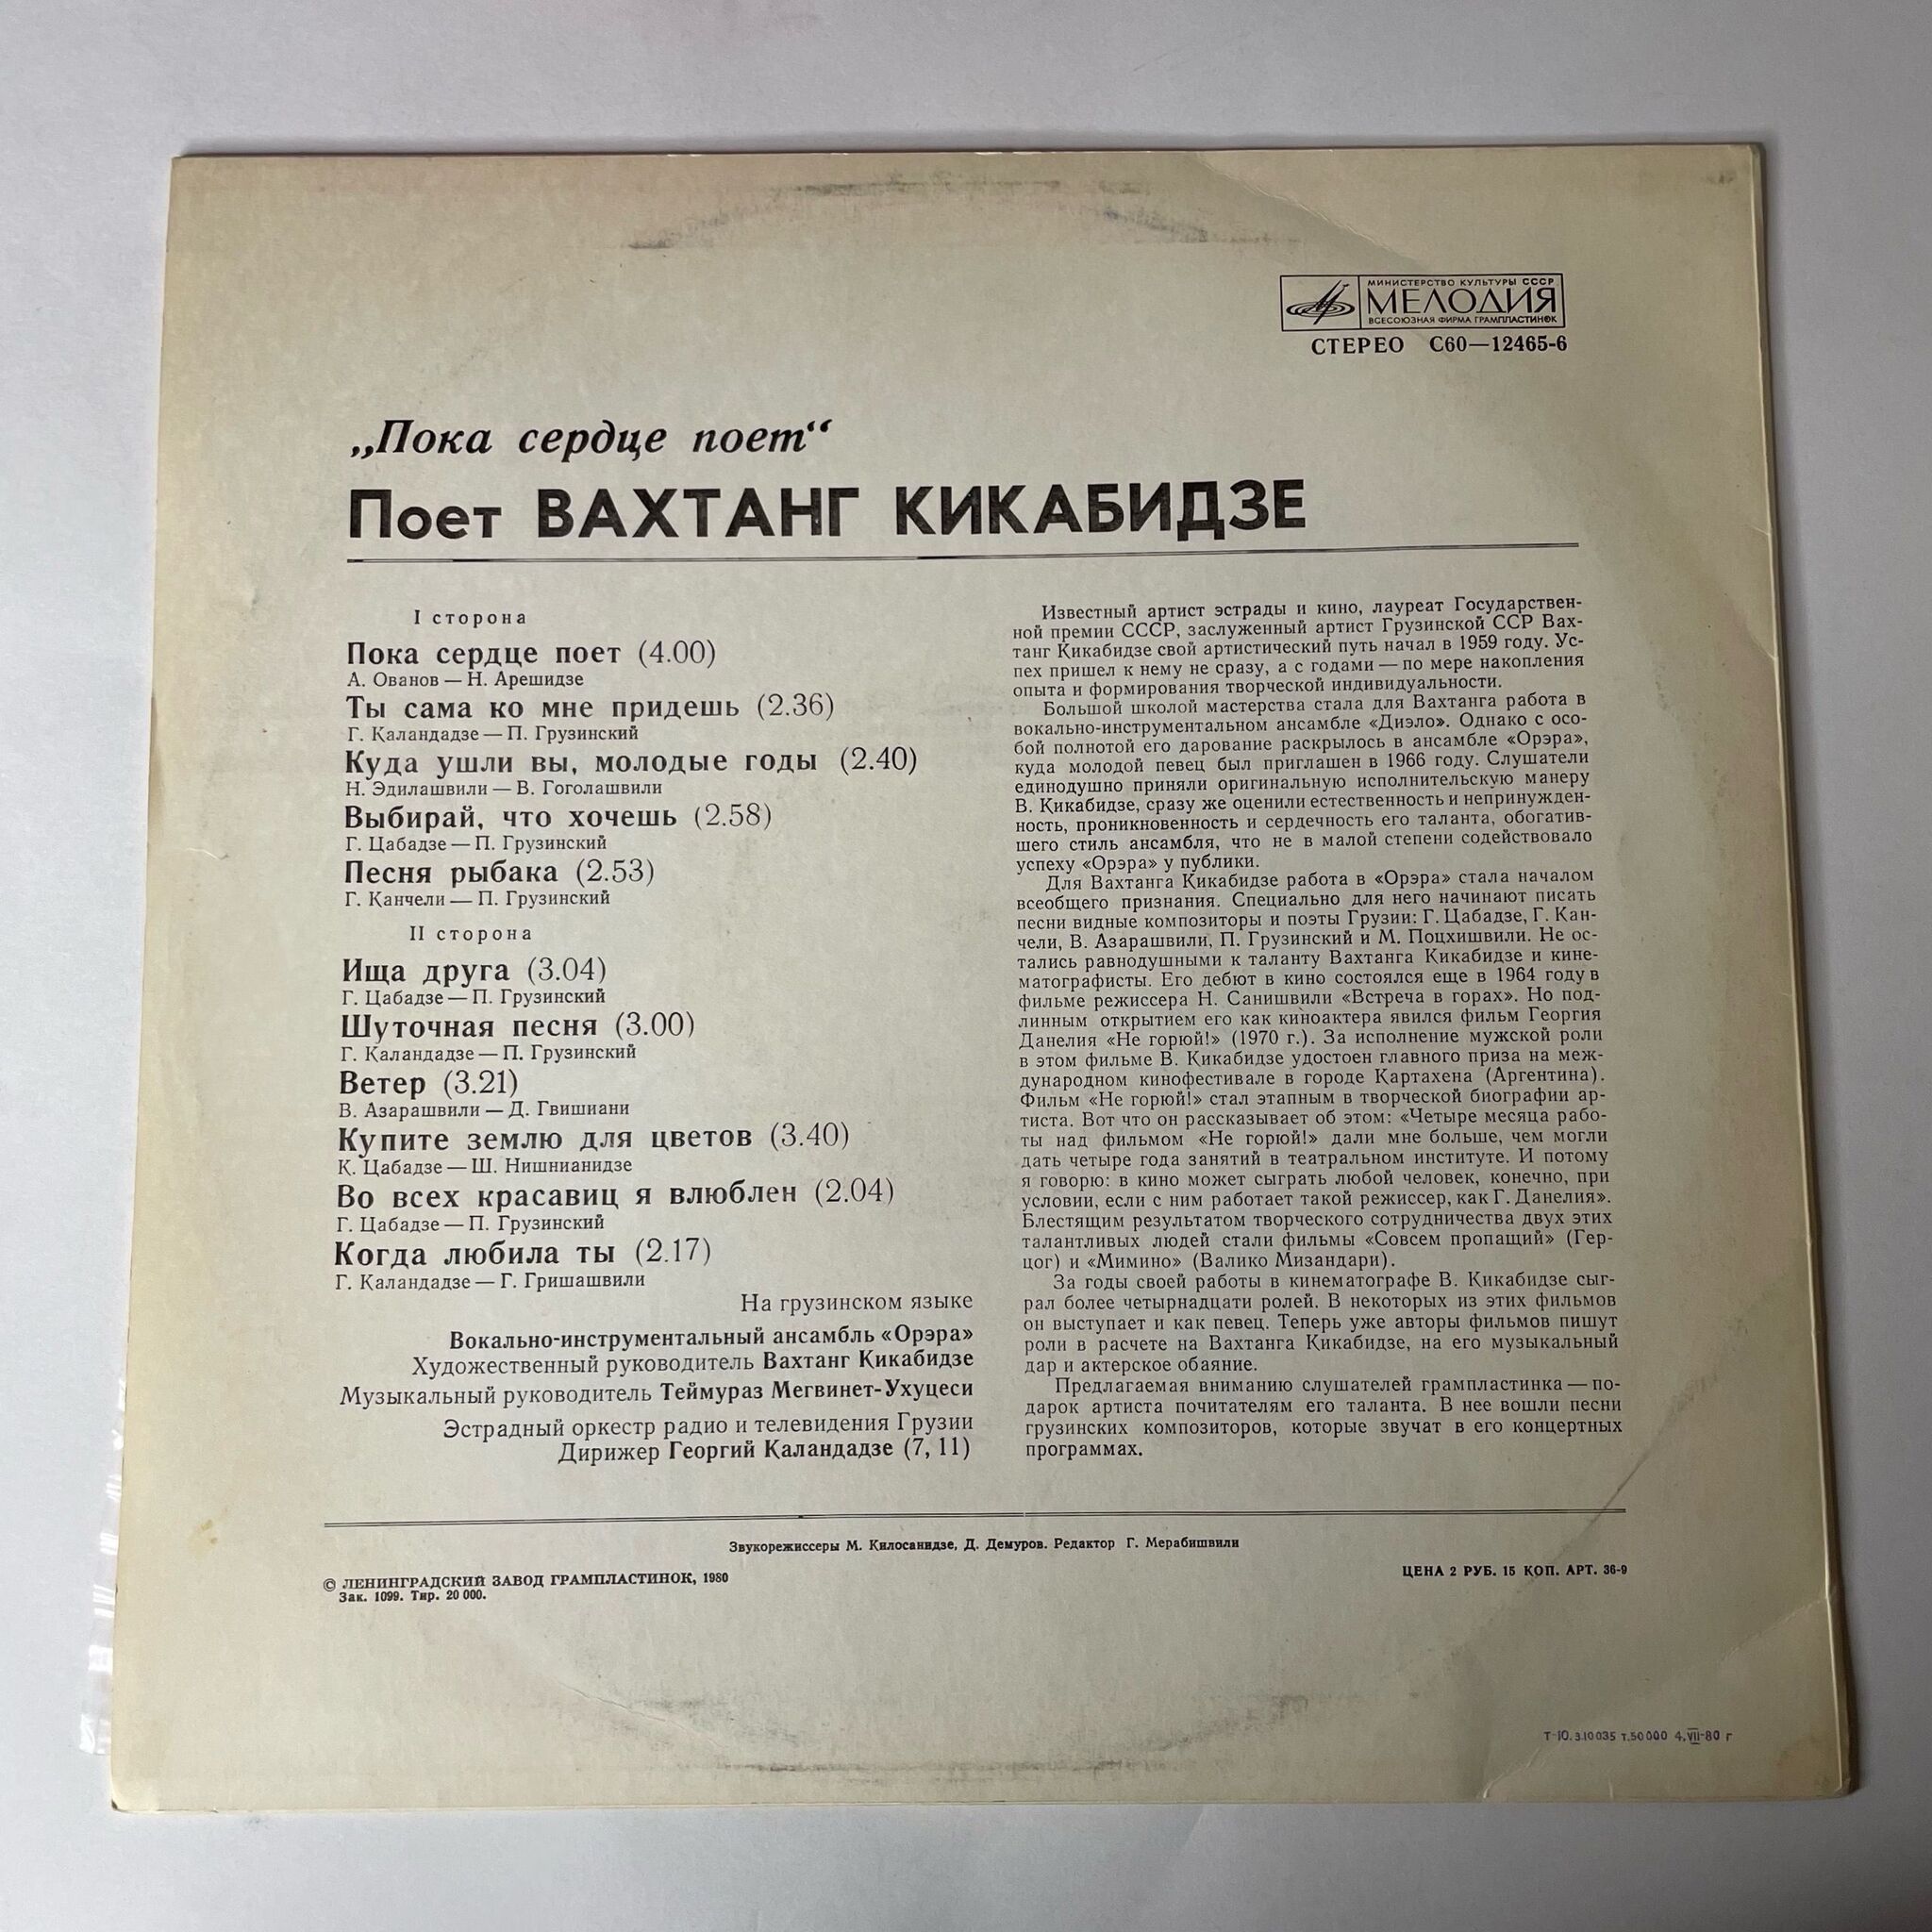 МИНИСТЕРСТВО КУЛЬТУРЫ СССР
МЕЛОДИЯ
ВСЕСОЮЗНАЯ ФИРМА ГРАМПЛАСТИНОК
СТЕРЕО С60—12465-6
„Пока сердце поет“
Поет ВАХТАНГ КИКАБИДЗЕ
I сторона
Пока сердце поет (4.00)
А. Ованов — Н. Арешидзе
Ты сама ко мне придешь (2.36)
Г. Каландадзе — П. Грузинский
Куда ушли вы, молодые годы (2.40)
Н. Эдилашвили — В. Гоголашвили
Выбирай, что хочешь (2.58)
Г. Цабадзе — П. Грузинский
Песня рыбака (2.53)
Г. Канчели — П. Грузинский
II сторона
Ища друга (3.04)
Г. Цабадзе — П. Грузинский
Шуточная песня (3.00)
Г. Каландадзе — П. Грузинский
Ветер (3.21)
В. Азарашвили — Д. Гвишиани
Купите землю для цветов (3.40)
К. Цабадзе — Ш. Нишнианидзе
Во всех красавиц я влюблен (2.04)
Г. Цабадзе — П. Грузинский
Когда любила ты (2.17)
Г. Каландадзе — Г. Гришашвили
На грузинском языке
Вокально-инструментальный ансамбль «Орэра»
Художественный руководитель Вахтанг Кикабидзе
Музыкальный руководитель Теймураз Мегвинет-Ухуцеси
Эстрадный оркестр радио и телевидения Грузии
Дирижер Георгий Каландадзе (7, 11)
Известный артист эстрады и кино, лауреат Государствен-
ной премии СССР, заслуженный артист Грузинской ССР Вах-
танг Кикабидзе свой артистический путь начал в 1959 году. Ус-
пех пришел к нему не сразу, а с годами — по мере накопления
опыта и формирования творческой индивидуальности.
Большой школой мастерства стала для Вахтанга работа в
вокально-инструментальном ансамбле «Диэло». Однако с осо-
бой полнотой его дарование раскрылось в ансамбле «Орэра»,
куда молодой певец был приглашен в 1966 году. Слушатели
единодушно приняли оригинальную исполнительскую манеру
В. Кикабидзе, сразу же оценили естественность и непринужден-
ность, проникновенность и сердечность его таланта, обогатив-
шего стиль ансамбля, что не в малой степени содействовало
успеху «Орэра» у публики.
Для Вахтанга Кикабидзе работа в «Орэра» стала началом
всеобщего признания. Специально для него начинают писать
песни видные композиторы и поэты Грузии: Г. Цабадзе, Г. Кан-
чели, В. Азарашвили, П. Грузинский и М. Поцхишвили. Не ос-
тались равнодушными к таланту Вахтанга Кикабидзе и кине-
матографисты. Его дебют в кино состоялся еще в 1964 году в
фильме режиссера Н. Санишвили «Встреча в горах». Но под-
линным открытием его как киноактера явился фильм Георгия
Данелия «Не горюй!» (1970 г.). За исполнение мужской роли
в этом фильме В. Кикабидзе удостоен главного приза на меж-
дународном кинофестивале в городе Картахена (Аргентина).
Фильм «Не горюй!» стал этапным в творческой биографии ар-
тиста. Вот что он рассказывает об этом: «Четыре месяца рабо-
ты над фильмом «Не горюй!» дали мне больше, чем могли
дать четыре года занятий в театральном институте. И потому
я говорю: в кино может сыграть любой человек, конечно, при
условии, если с ним работает такой режиссер, как Г. Данелия».
Блестящим результатом творческого сотрудничества двух этих
талантливых людей стали фильмы «Совсем пропащий» (Гер-
цог) и «Мимино» (Валико Мизандари).
За годы своей работы в кинематографе В. Кикабидзе сыг-
рал более четырнадцати ролей. В некоторых из этих фильмов
он выступает и как певец. Теперь уже авторы фильмов пишут
роли в расчете на Вахтанга Кикабидзе, на его музыкальный
дар и актерское обаяние.
Предлагаемая вниманию слушателей грампластинка — по-
дарок артиста почитателям его таланта. В нее вошли песни
грузинских композиторов, которые звучат в его концертных
программах.
Звукорежиссеры М. Килосанидзе, Д. Демуров. Редактор Г. Мерабишвили
© ЛЕНИНГРАДСКИЙ ЗАВОД ГРАМПЛАСТИНОК, 1980
Зак. 1099. Тир. 20 000.
ЦЕНА 2 РУБ. 15 КОП. АРТ. 36-9
Т-10.з.10035 т.50000 4.VII-80 г